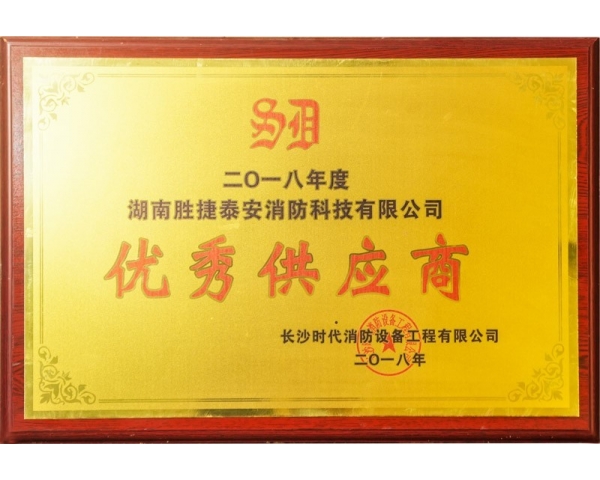 SD
二〇一八年度
湖南胜捷泰安消防科技有限公司
优秀供应商
长沙时代消防设备工程有限公司
二〇一八年